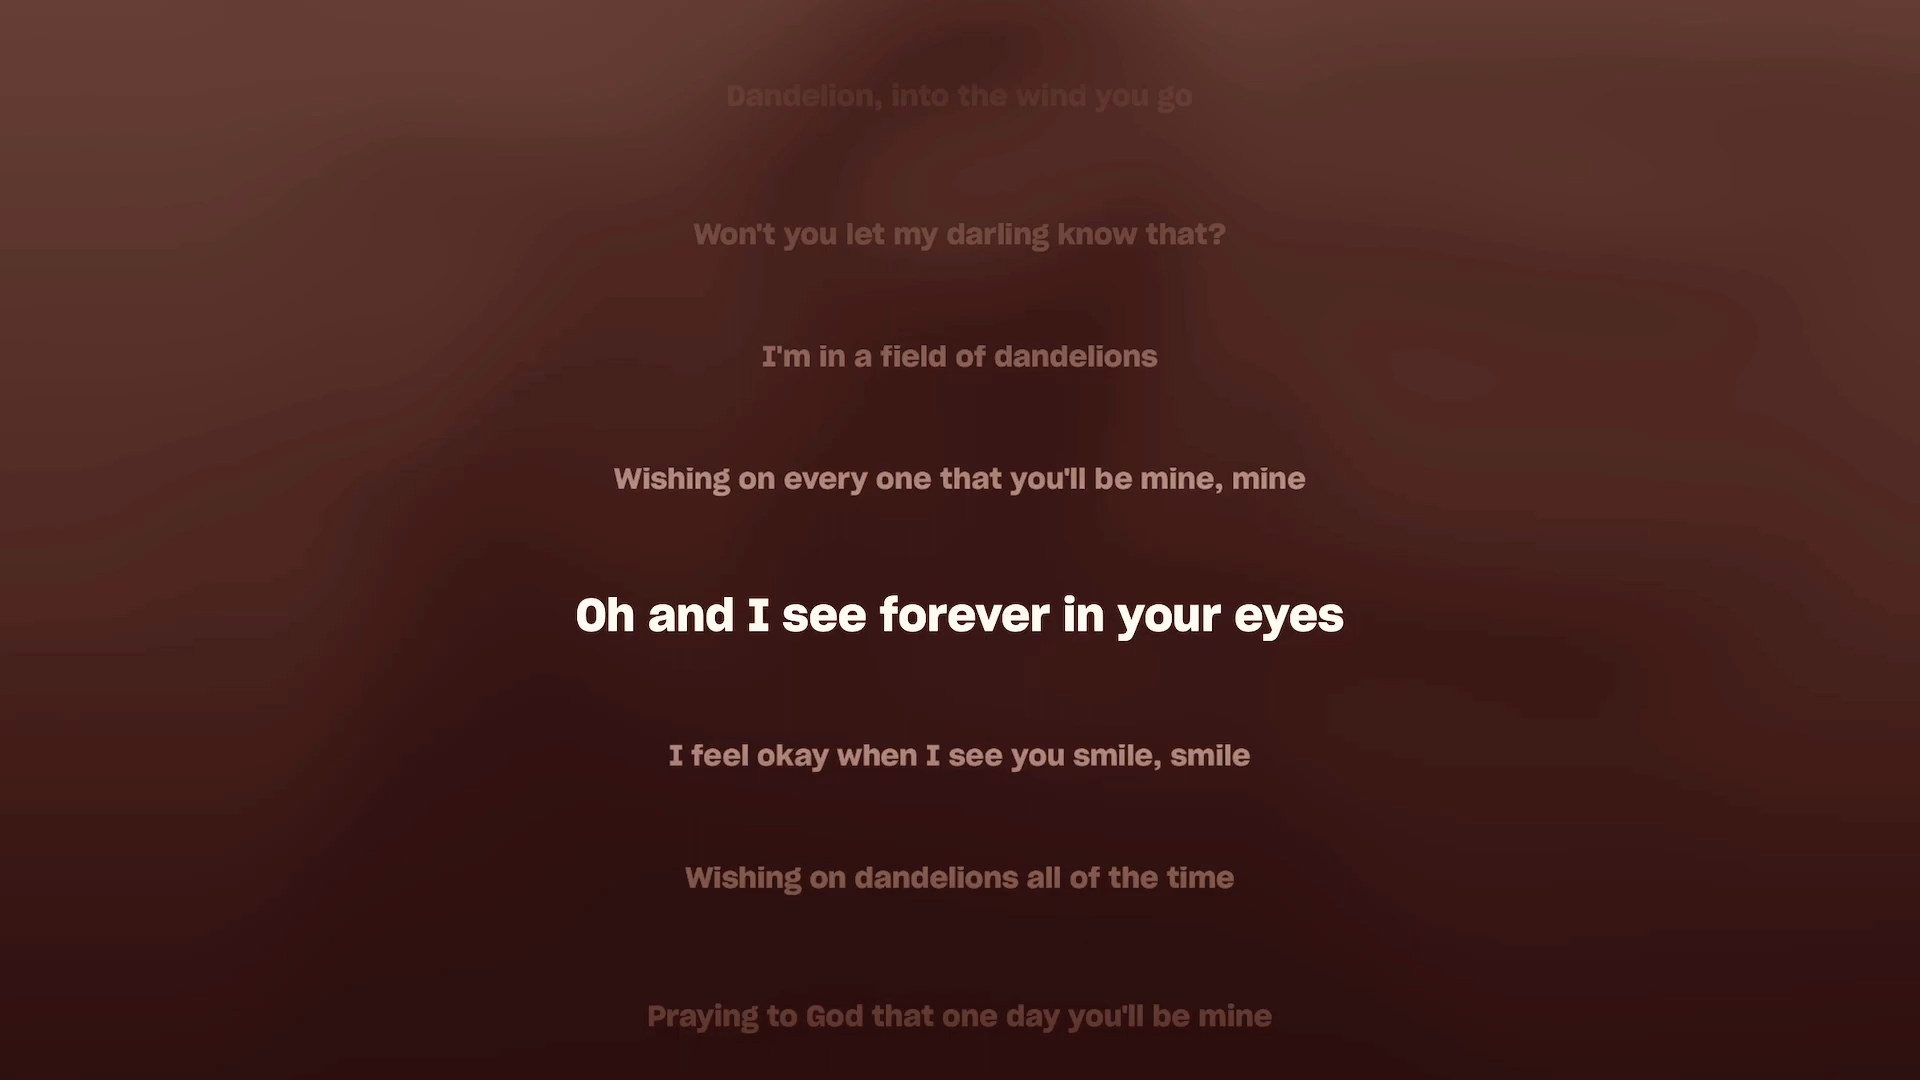 Dandelion, into the wind you go
Won't you let my darling know that?
I'm in a field of dandelions
Wishing on every one that you'll be mine, mine
Oh and I see forever in your eyes
I feel okay when I see you smile, smile
Wishing on dandelions all of the time
Praying to God that one day you'll be mine